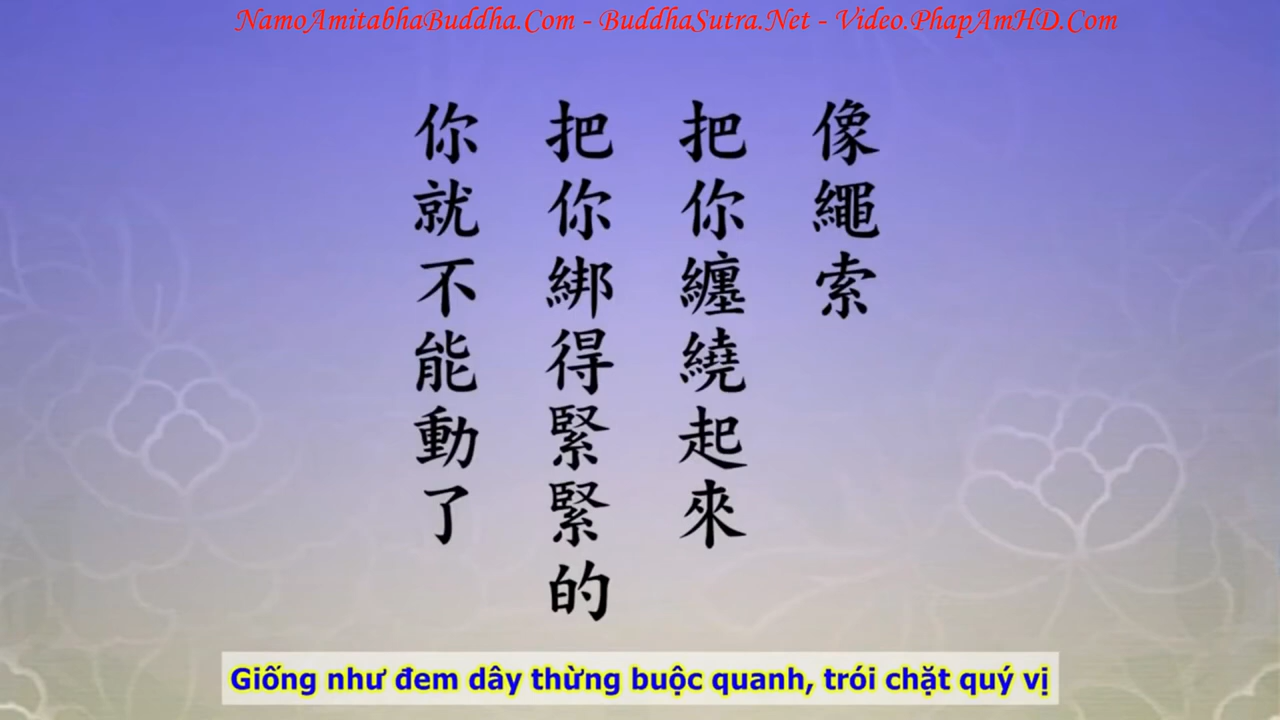 NamoAmitabhaBuddha.Com - BuddhaSutra.Net - Video.PhapAmHD.Com
像繩索
把你纏繞起來
把你綁得緊緊的
你就不能動了
Giống như đem dây thừng buộc quanh, trói chặt quý vị